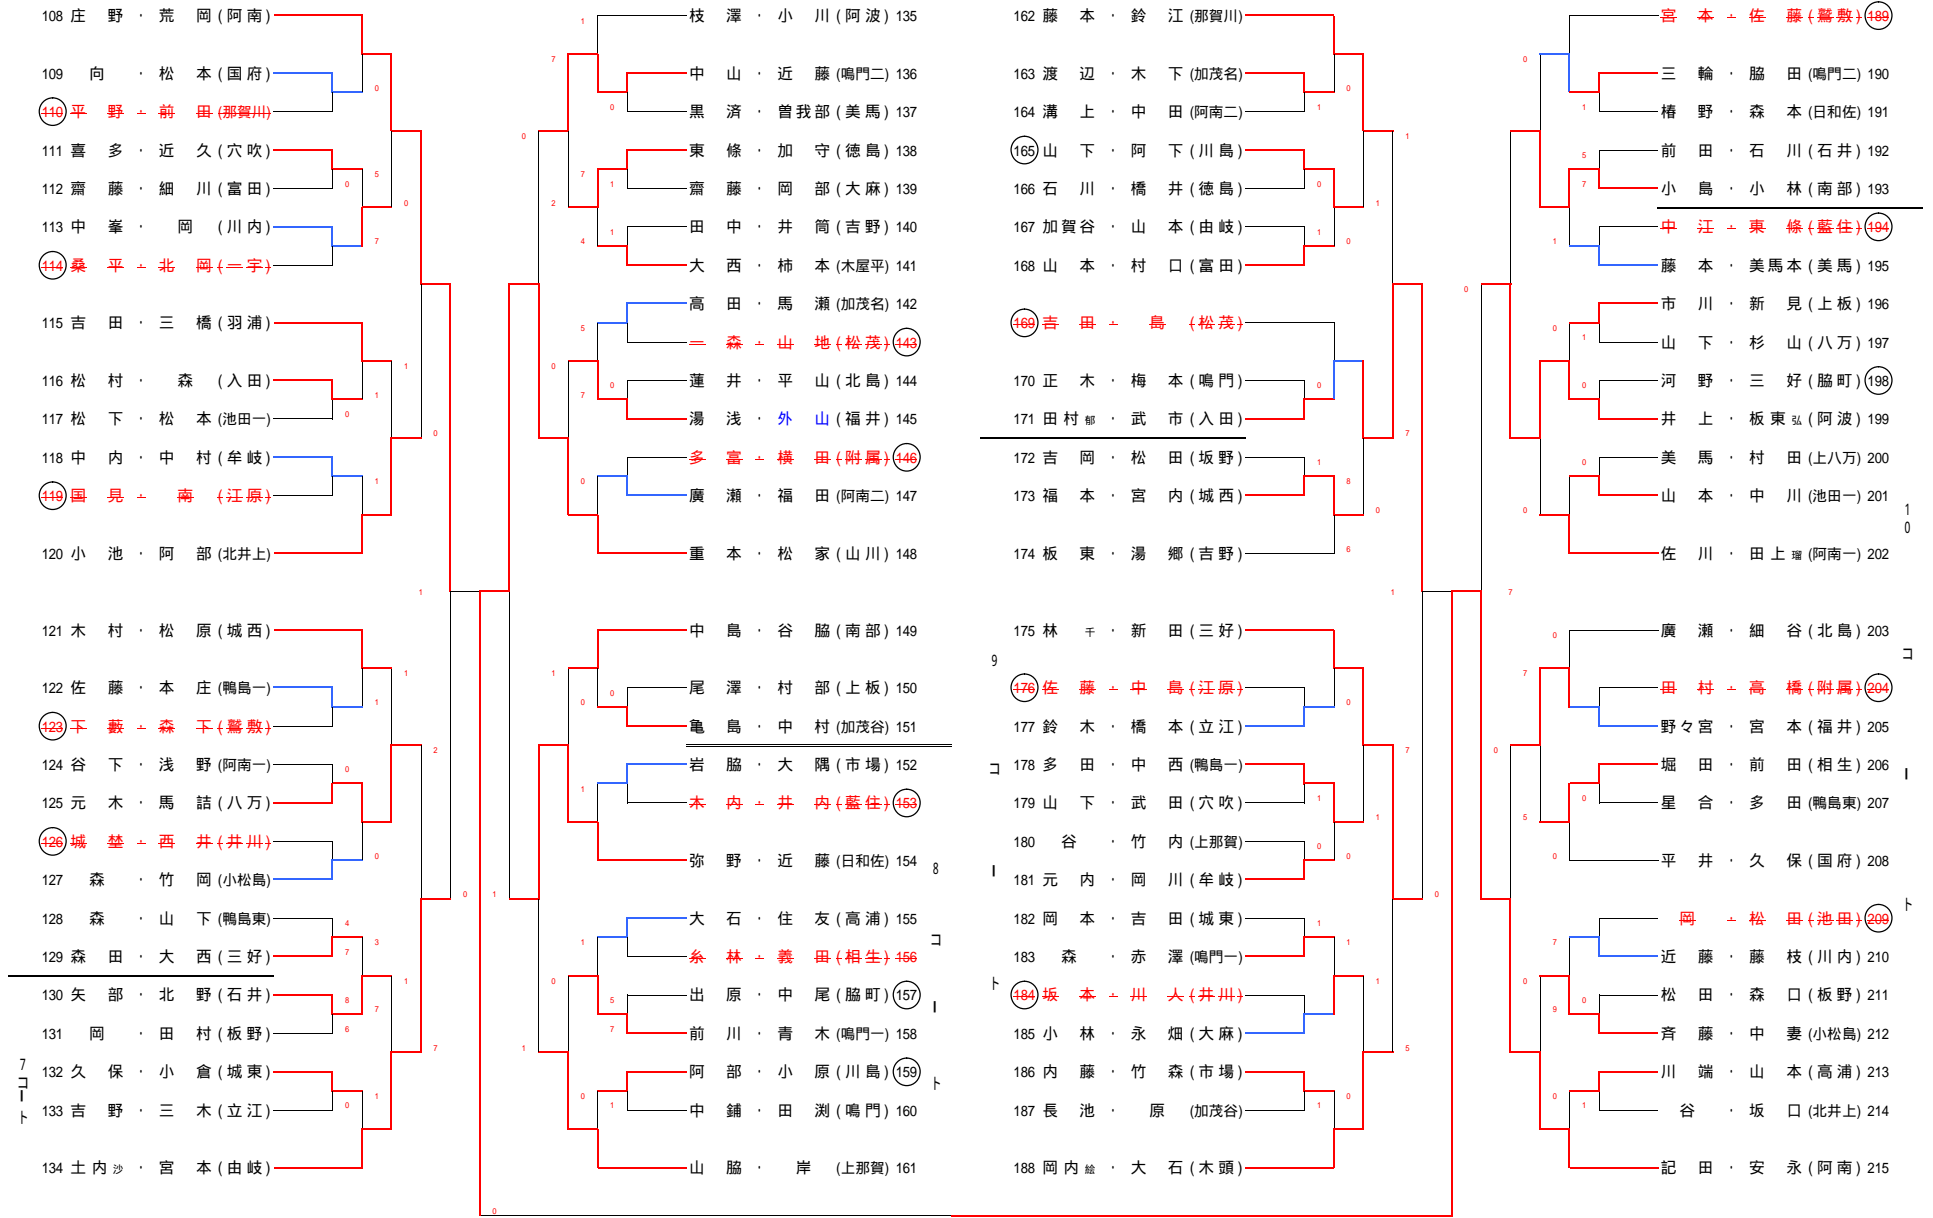 108 庄 野 ・ 荒 岡 (阿南)
109 向 ・ 松 本 (国府)
110 平 野 ・ 前 田 (那賀川)
111 喜 多 ・ 近 久 (穴吹)
112 齋 藤 ・ 細 川 (富田)
113 中 峯 ・ 岡 (川内)
114 桑 平 ・ 北 岡 (一宇)
115 吉 田 ・ 三 橋 (羽浦)
116 松 村 ・ 森 (入田)
117 松 下 ・ 松 本 (池田一)
118 中 内 ・ 中 村 (牟岐)
119 国 見 ・ 南 (江原)
120 小 池 ・ 阿 部 (北井上)
121 木 村 ・ 松 原 (城西)
122 佐 藤 ・ 本 庄 (鴨島一)
123 下 藪 ・ 森 下 (鷲敷)
124 谷 下 ・ 浅 野 (阿南一)
125 元 木 ・ 馬 詰 (八万)
126 城 埜 ・ 西 井 (井川)
127 森 ・ 竹 岡 (小松島)
128 森 ・ 山 下 (鴨島東)
129 森 田 ・ 大 西 (三好)
130 矢 部 ・ 北 野 (石井)
131 岡 ・ 田 村 (板野)
132 久 保 ・ 小 倉 (城東)
133 吉 野 ・ 三 木 (立江)
134 土内 沙 ・ 宮 本 (由岐)
7コート
枝 澤 ・ 小 川 (阿波) 135
中 山 ・ 近 藤 (鳴門二) 136
黒 済 ・ 曽我部 (美馬) 137
東 條 ・ 加 守 (徳島) 138
齋 藤 ・ 岡 部 (大麻) 139
田 中 ・ 井 筒 (吉野) 140
大 西 ・ 柿 本 (木屋平) 141
高 田 ・ 馬 瀬 (加茂名) 142
一 森 ・ 山 地 (松茂) 143
蓮 井 ・ 平 山 (北島) 144
湯 浅 ・ 外 山 (福井) 145
多 富 ・ 横 田 (附属) 146
廣 瀬 ・ 福 田 (阿南二) 147
重 本 ・ 松 家 (山川) 148
中 島 ・ 谷 脇 (南部) 149
尾 澤 ・ 村 部 (上板) 150
亀 島 ・ 中 村 (加茂谷) 151
岩 脇 ・ 大 隅 (市場) 152
木 内 ・ 井 内 (藍住) 153
弥 野 ・ 近 藤 (日和佐) 154
大 石 ・ 住 友 (高浦) 155
糸 林 ・ 義 田 (相生) 156
出 原 ・ 中 尾 (脇町) 157
前 川 ・ 青 木 (鳴門一) 158
阿 部 ・ 小 原 (川島) 159
中 鋪 ・ 田 渕 (鳴門) 160
山 脇 ・ 岸 (上那賀) 161
8コート
162 藤 本 ・ 鈴 江 (那賀川)
163 渡 辺 ・ 木 下 (加茂名)
164 溝 上 ・ 中 田 (阿南二)
165 山 下 ・ 阿 下 (川島)
166 石 川 ・ 橋 井 (徳島)
167 加賀谷 ・ 山 本 (由岐)
168 山 本 ・ 村 口 (富田)
169 吉 田 ・ 島 (松茂)
170 正 木 ・ 梅 本 (鳴門)
171 田村 郁 ・ 武 市 (入田)
172 吉 岡 ・ 松 田 (坂野)
173 福 本 ・ 宮 内 (城西)
174 板 東 ・ 湯 郷 (吉野)
175 林 千 ・ 新 田 (三好)
176 佐 藤 ・ 中 島 (江原)
177 鈴 木 ・ 橋 本 (立江)
178 多 田 ・ 中 西 (鴨島一)
179 山 下 ・ 武 田 (穴吹)
180 谷 ・ 竹 内 (上那賀)
181 元 内 ・ 岡 川 (牟岐)
182 岡 本 ・ 吉 田 (城東)
183 森 ・ 赤 澤 (鳴門一)
184 坂 本 ・ 川 人 (井川)
185 小 林 ・ 永 畑 (大麻)
186 内 藤 ・ 竹 森 (市場)
187 長 池 ・ 原 (加茂谷)
188 岡内 絵 ・ 大 石 (木頭)
9コート
宮 本 ・ 佐 藤 (鷲敷) 189
三 輪 ・ 脇 田 (鳴門二) 190
椿 野 ・ 森 本 (日和佐) 191
前 田 ・ 石 川 (石井) 192
小 島 ・ 小 林 (南部) 193
中 江 ・ 東 條 (藍住) 194
藤 本 ・ 美馬本 (美馬) 195
市 川 ・ 新 見 (上板) 196
山 下 ・ 杉 山 (八万) 197
河 野 ・ 三 好 (脇町) 198
井 上 ・ 板東 弘 (阿波) 199
美 馬 ・ 村 田 (上八万) 200
山 本 ・ 中 川 (池田一) 201
佐 川 ・ 田上 瑠 (阿南一) 202
廣 瀬 ・ 細 谷 (北島) 203
田 村 ・ 高 橋 (附属) 204
野々宮 ・ 宮 本 (福井) 205
堀 田 ・ 前 田 (相生) 206
星 合 ・ 多 田 (鴨島東) 207
平 井 ・ 久 保 (国府) 208
岡 ・ 松 田 (池田) 209
近 藤 ・ 藤 枝 (川内) 210
松 田 ・ 森 口 (板野) 211
斉 藤 ・ 中 妻 (小松島) 212
川 端 ・ 山 本 (高浦) 213
谷 ・ 坂 口 (北井上) 214
記 田 ・ 安 永 (阿南) 215
10コート